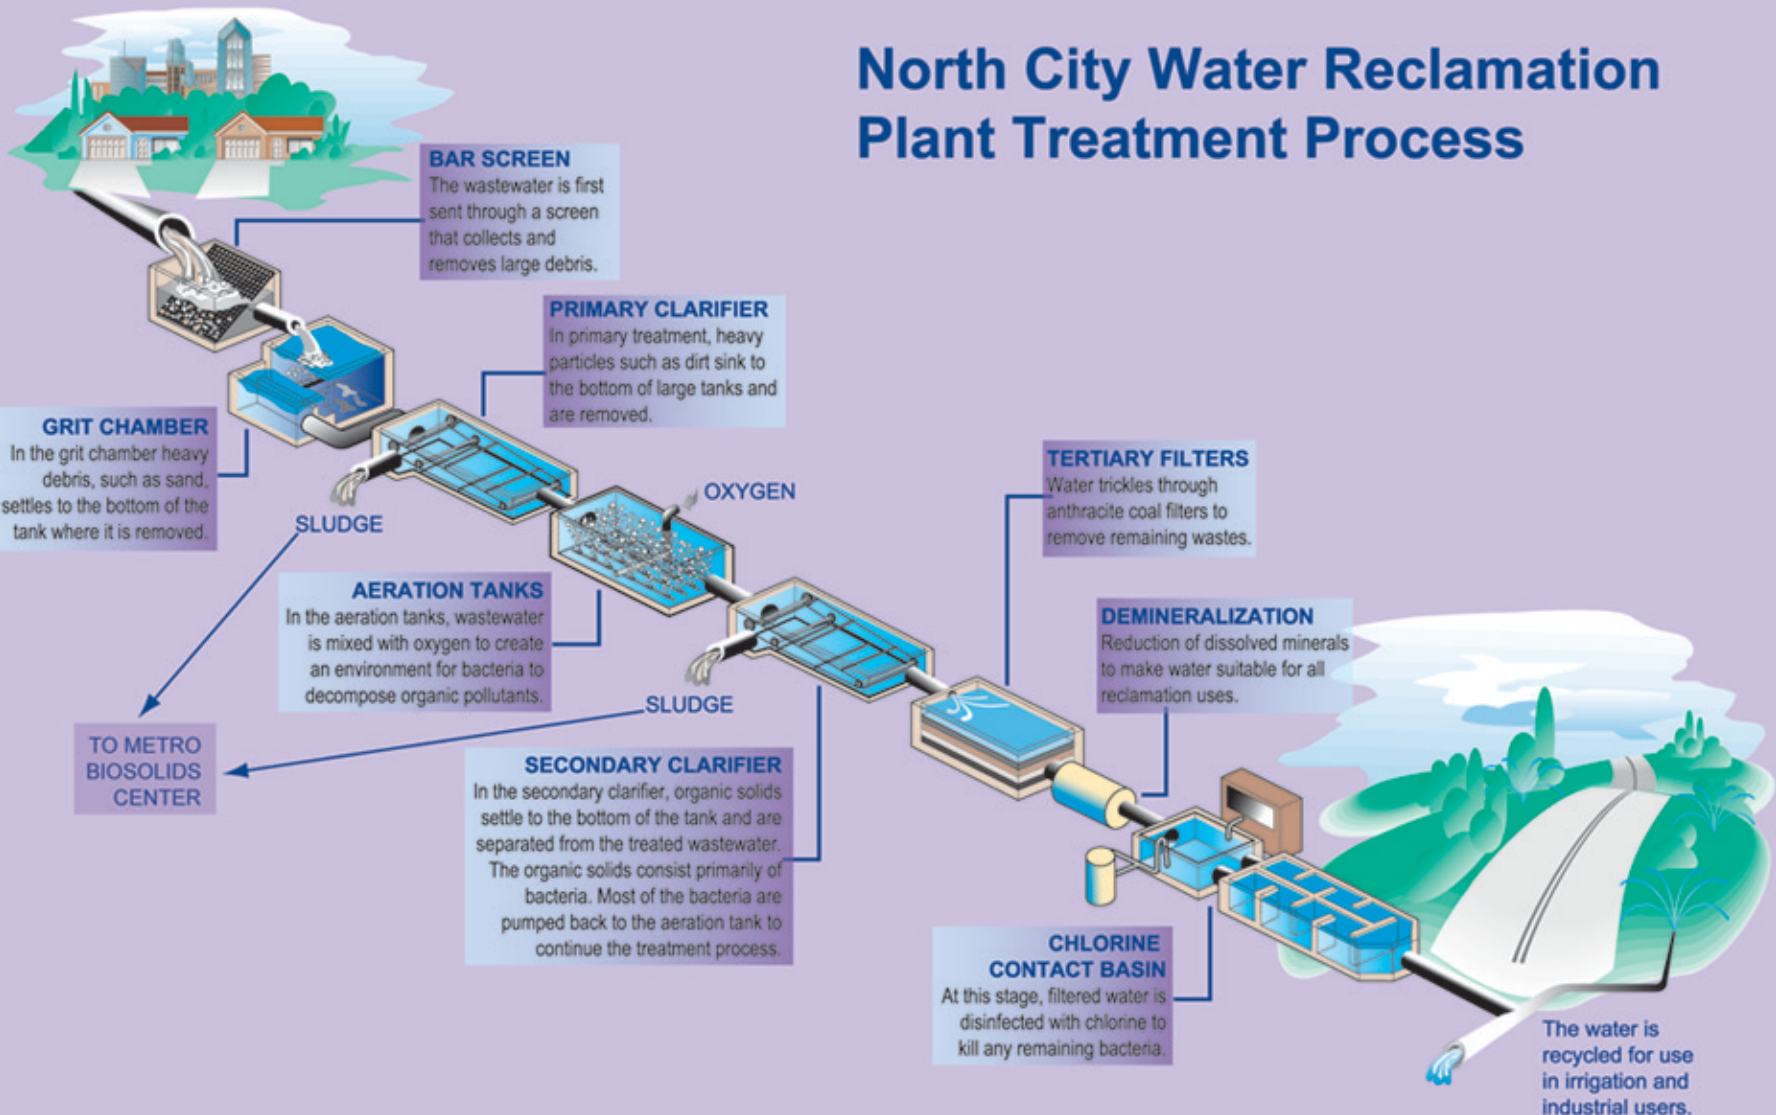 North City Water Reclamation
Plant Treatment Process
BAR SCREEN
The wastewater is first
sent through a screen
that collects and
removes large debris.
PRIMARY CLARIFIER
In primary treatment, heavy
particles such as dirt sink to
the bottom of large tanks and
are removed.
GRIT CHAMBER
In the grit chamber heavy
debris, such as sand,
settles to the bottom of the
tank where it is removed.
SLUDGE
OXYGEN
TERTIARY FILTERS
Water trickles through
anthracite coal filters to
remove remaining wastes.
AERATION TANKS
In the aeration tanks, wastewater
is mixed with oxygen to create
an environment for bacteria to
decompose organic pollutants.
DEMINERALIZATION
Reduction of dissolved minerals
to make water suitable for all
reclamation uses.
SLUDGE
TO METRO
BIOSOLIDS
CENTER
SECONDARY CLARIFIER
In the secondary clarifier, organic solids
settle to the bottom of the tank and are
separated from the treated wastewater.
The organic solids consist primarily of
bacteria. Most of the bacteria are
pumped back to the aeration tank to
continue the treatment process.
CHLORINE
CONTACT BASIN
At this stage, filtered water is
disinfected with chlorine to
kill any remaining bacteria.
The water is
recycled for use
in irrigation and
industrial users.